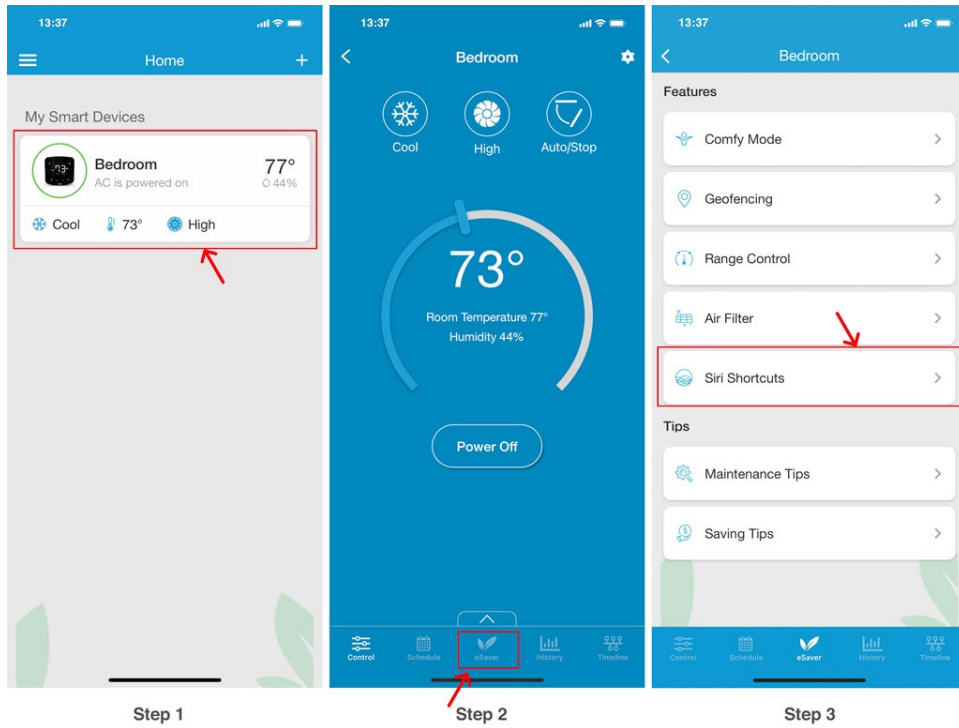 13:37
Home
My Smart Devices
-73-
Bedroom
77°
AC is powered on
44%
Cool
73°
High
Step 1
13:37
Bedroom
Cool
High
Auto/Stop
73°
Room Temperature 77°
Humidity 44%
Power Off
Control
Schedule
eSaver
History
Timeline
Step 2
13:37
Bedroom
Features
Comfy Mode
Geofencing
Range Control
Air Filter
Siri Shortcuts
Tips
Maintenance Tips
Saving Tips
Control
Schedule
eSaver
History
Timeline
Step 3